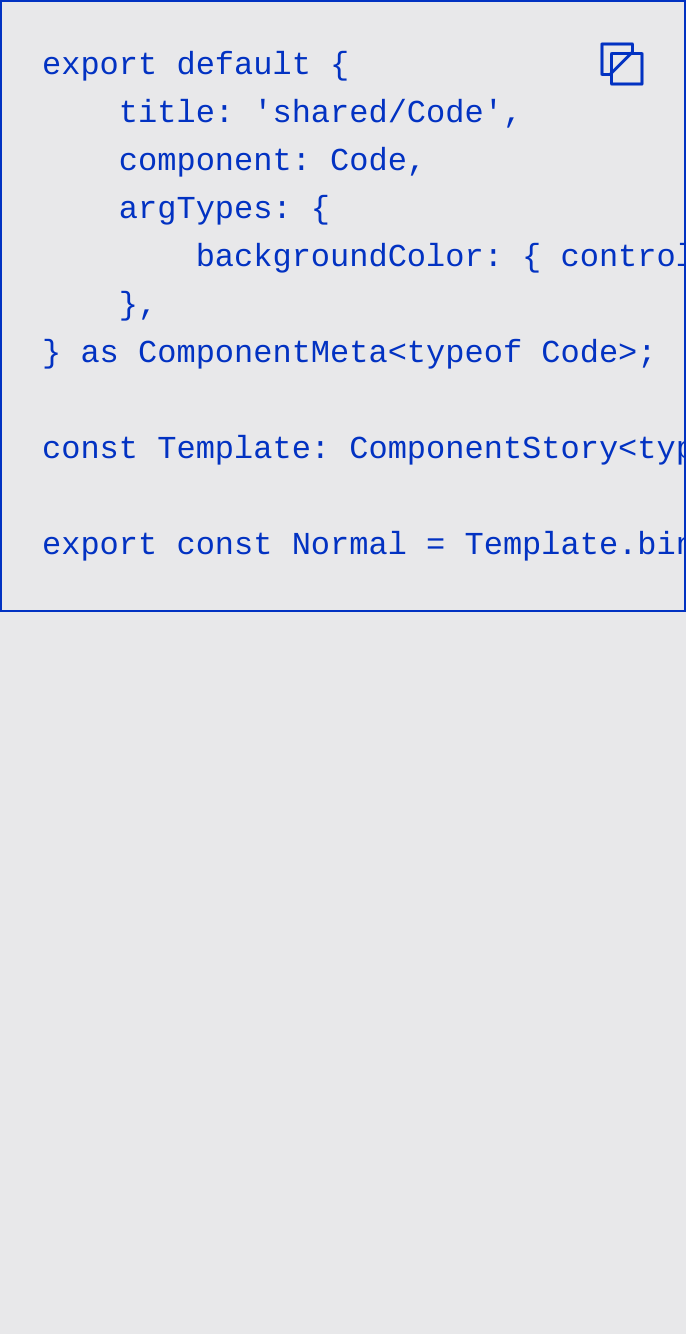 export default {
    title: 'shared/Code',
    component: Code,
    argTypes: {
        backgroundColor: { control
    },
} as ComponentMeta<typeof Code>;
const Template: ComponentStory<typ
export const Normal = Template.bin